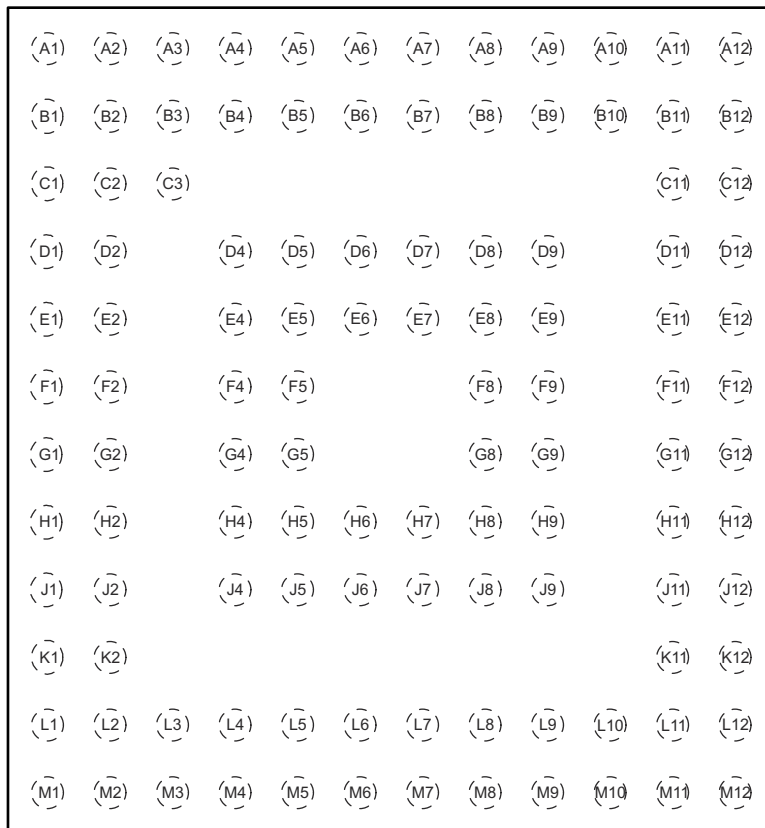 A1 A2 A3 A4 A5 A6 A7 A8 A9 A10 A11 A12
B1 B2 B3 B4 B5 B6 B7 B8 B9 B10 B11 B12
C1 C2 C3 C11 C12
D1 D2 D4 D5 D6 D7 D8 D9 D11 D12
E1 E2 E4 E5 E6 E7 E8 E9 E11 E12
F1 F2 F4 F5 F8 F9 F11 F12
G1 G2 G4 G5 G8 G9 G11 G12
H1 H2 H4 H5 H6 H7 H8 H9 H11 H12
J1 J2 J4 J5 J6 J7 J8 J9 J11 J12
K1 K2 K11 K12
L1 L2 L3 L4 L5 L6 L7 L8 L9 L10 L11 L12
M1 M2 M3 M4 M5 M6 M7 M8 M9 M10 M11 M12